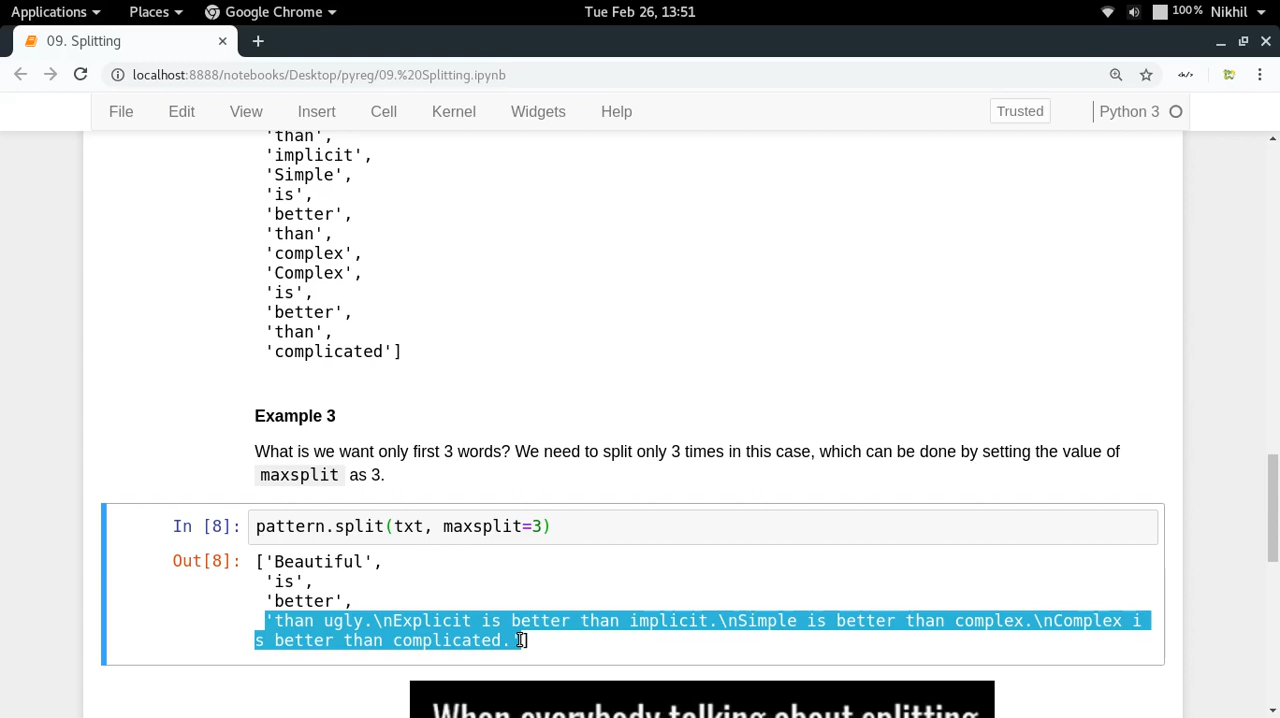 Applications Places Google Chrome Tue Feb 26, 13:51 100% Nikhil
09. Splitting
localhost:8888/notebooks/Desktop/pyreg/09.%20Splitting.ipynb
File Edit View Insert Cell Kernel Widgets Help Trusted Python 3
'than',
'implicit',
'Simple',
'is',
'better',
'than',
'complex',
'Complex',
'is',
'better',
'than',
'complicated']
Example 3
What is we want only first 3 words? We need to split only 3 times in this case, which can be done by setting the value of
maxsplit as 3.
In [8]: pattern.split(txt, maxsplit=3)
Out[8]: ['Beautiful',
'is',
'better',
'than ugly.\nExplicit is better than implicit.\nSimple is better than complex.\nComplex i
s better than complicated.']
When everybody talking about splitting